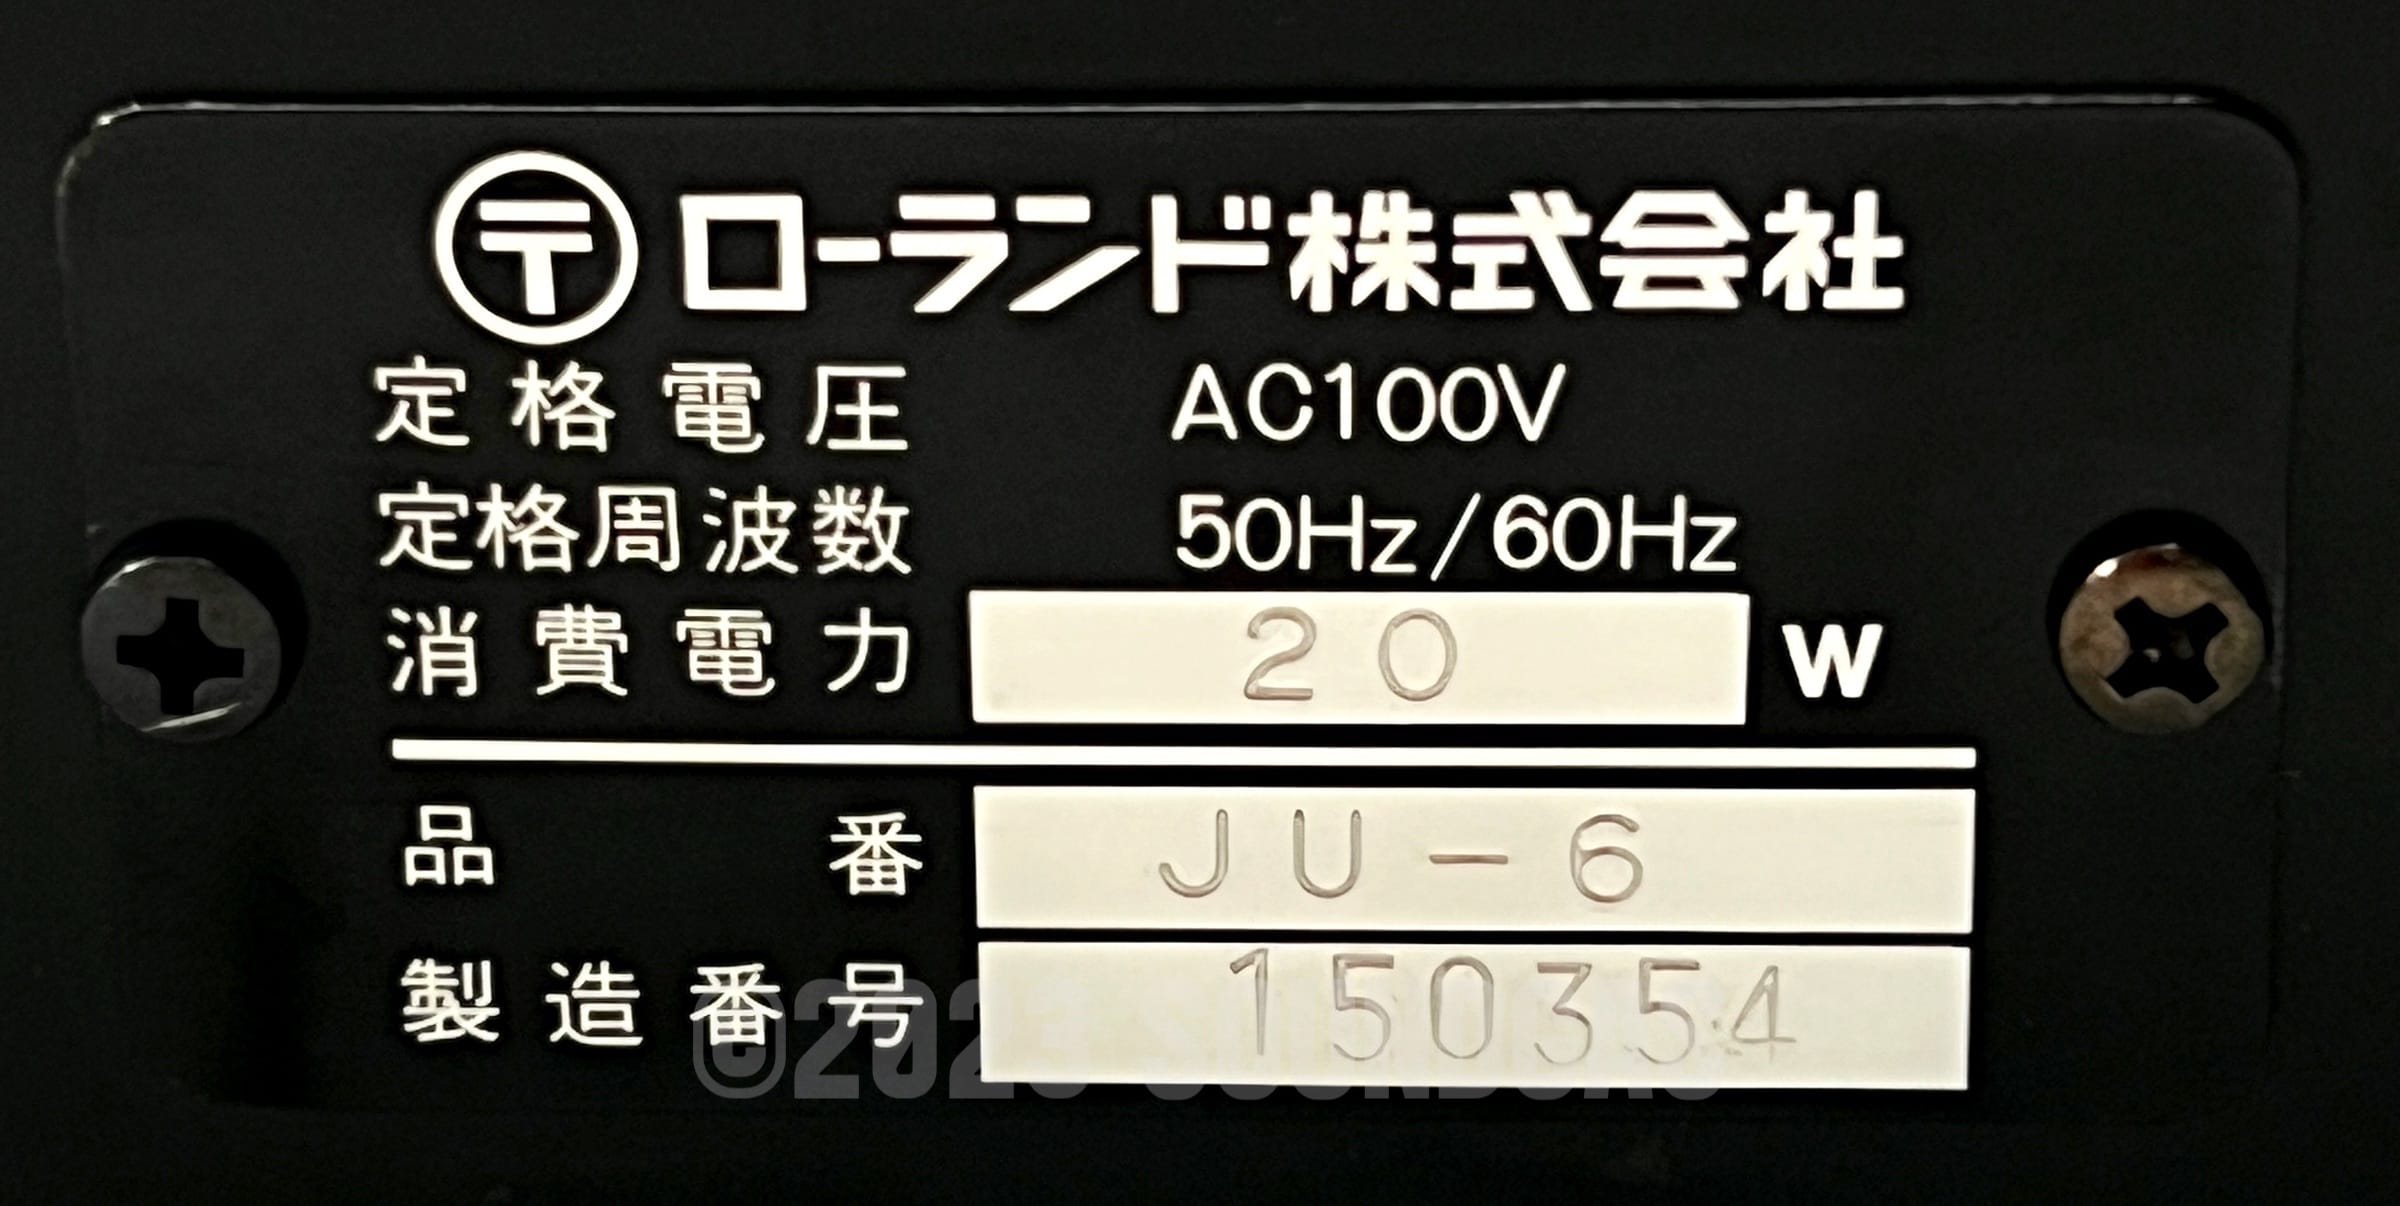 〒ローランド株式会社
定格電圧 AC100V
定格周波数 50Hz/60Hz
消費電力 20 W
品番 JU-6
製造番号 150354